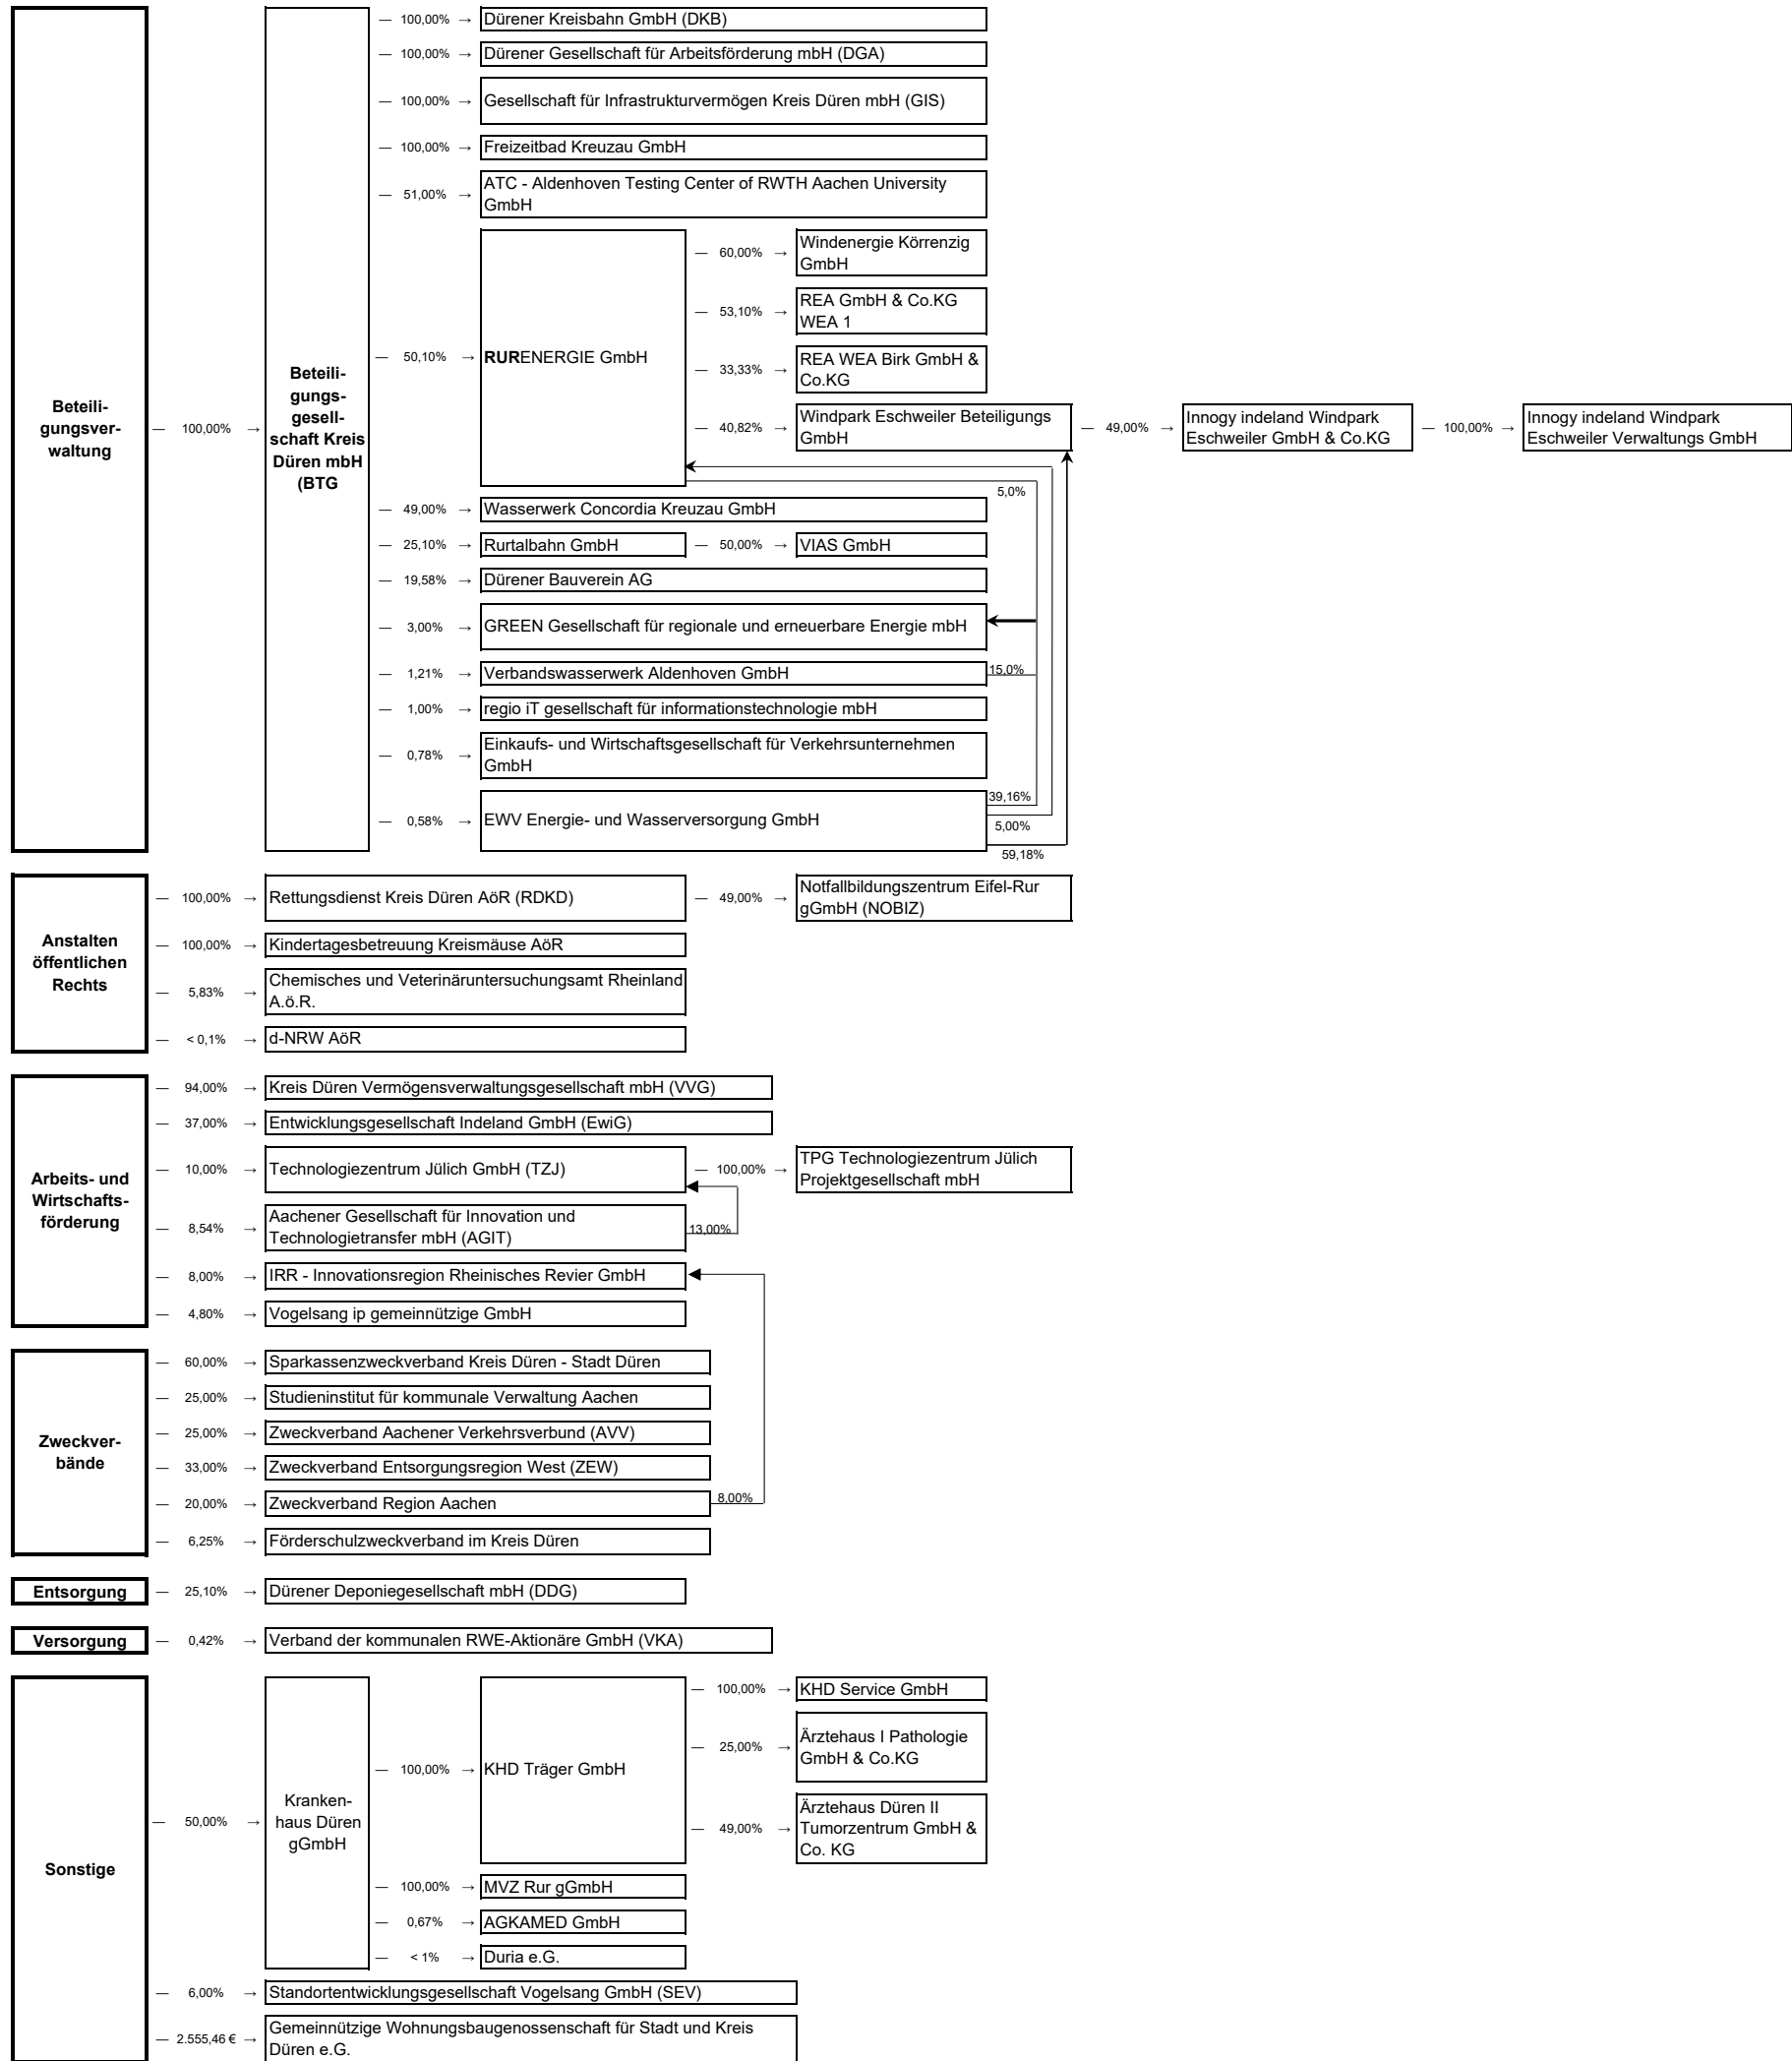 — 100,00% → Dürener Kreisbahn GmbH (DKB)
— 100,00% → Dürener Gesellschaft für Arbeitsförderung mbH (DGA)
— 100,00% → Gesellschaft für Infrastrukturvermögen Kreis Düren mbH (GIS)
— 100,00% → Freizeitbad Kreuzau GmbH
— 51,00% → ATC - Aldenhoven Testing Center of RWTH Aachen University
GmbH
Beteili-
gungsver-
waltung
— 100,00% →
Beteili-
gungs-
gesell-
schaft Kreis
Düren mbH
(BTG
— 50,10% → RURENERGIE GmbH
— 60,00% → Windenergie Körrenzig
GmbH
— 53,10% → REA GmbH & Co.KG
WEA 1
— 33,33% → REA WEA Birk GmbH &
Co.KG
— 40,82% → Windpark Eschweiler Beteiligungs
GmbH
— 49,00% → Innogy indeland Windpark
Eschweiler GmbH & Co.KG
— 100,00% → Innogy indeland Windpark
Eschweiler Verwaltungs GmbH
5,0%
— 49,00% → Wasserwerk Concordia Kreuzau GmbH
— 25,10% → Rurtalbahn GmbH — 50,00% → VIAS GmbH
— 19,58% → Dürener Bauverein AG
— 3,00% → GREEN Gesellschaft für regionale und erneuerbare Energie mbH
— 1,21% → Verbandswasserwerk Aldenhoven GmbH 15,0%
— 1,00% → regio iT gesellschaft für informationstechnologie mbH
— 0,78% → Einkaufs- und Wirtschaftsgesellschaft für Verkehrsunternehmen
GmbH
39,16%
— 0,58% → EWV Energie- und Wasserversorgung GmbH
5,00%
59,18%
Anstalten
öffentlichen
Rechts
— 100,00% → Rettungsdienst Kreis Düren AöR (RDKD) — 49,00% → Notfallbildungszentrum Eifel-Rur
gGmbH (NOBIZ)
— 100,00% → Kindertagesbetreuung Kreismäuse AöR
— 5,83% → Chemisches und Veterinäruntersuchungsamt Rheinland
A.ö.R.
— < 0,1% → d-NRW AöR
Arbeits- und
Wirtschafts-
förderung
— 94,00% → Kreis Düren Vermögensverwaltungsgesellschaft mbH (VVG)
— 37,00% → Entwicklungsgesellschaft Indeland GmbH (EwiG)
— 10,00% → Technologiezentrum Jülich GmbH (TZJ) — 100,00% → TPG Technologiezentrum Jülich
Projektgesellschaft mbH
— 8,54% → Aachener Gesellschaft für Innovation und
Technologietransfer mbH (AGIT) 13,00%
— 8,00% → IRR - Innovationsregion Rheinisches Revier GmbH
— 4,80% → Vogelsang ip gemeinnützige GmbH
Zweckver-
bände
— 60,00% → Sparkassenzweckverband Kreis Düren - Stadt Düren
— 25,00% → Studieninstitut für kommunale Verwaltung Aachen
— 25,00% → Zweckverband Aachener Verkehrsverbund (AVV)
— 33,00% → Zweckverband Entsorgungsregion West (ZEW)
— 20,00% → Zweckverband Region Aachen 8,00%
— 6,25% → Förderschulzweckverband im Kreis Düren
Entsorgung — 25,10% → Dürener Deponiegesellschaft mbH (DDG)
Versorgung — 0,42% → Verband der kommunalen RWE-Aktionäre GmbH (VKA)
Sonstige
— 50,00% →
Kranken-
haus Düren
gGmbH
— 100,00% → KHD Träger GmbH
— 100,00% → KHD Service GmbH
— 25,00% → Ärztehaus I Pathologie
GmbH & Co.KG
— 49,00% → Ärztehaus Düren II
Tumorzentrum GmbH &
Co. KG
— 100,00% → MVZ Rur gGmbH
— 0,67% → AGKAMED GmbH
— < 1% → Duria e.G.
— 6,00% → Standortentwicklungsgesellschaft Vogelsang GmbH (SEV)
— 2.555,46 € → Gemeinnützige Wohnungsbaugenossenschaft für Stadt und Kreis
Düren e.G.